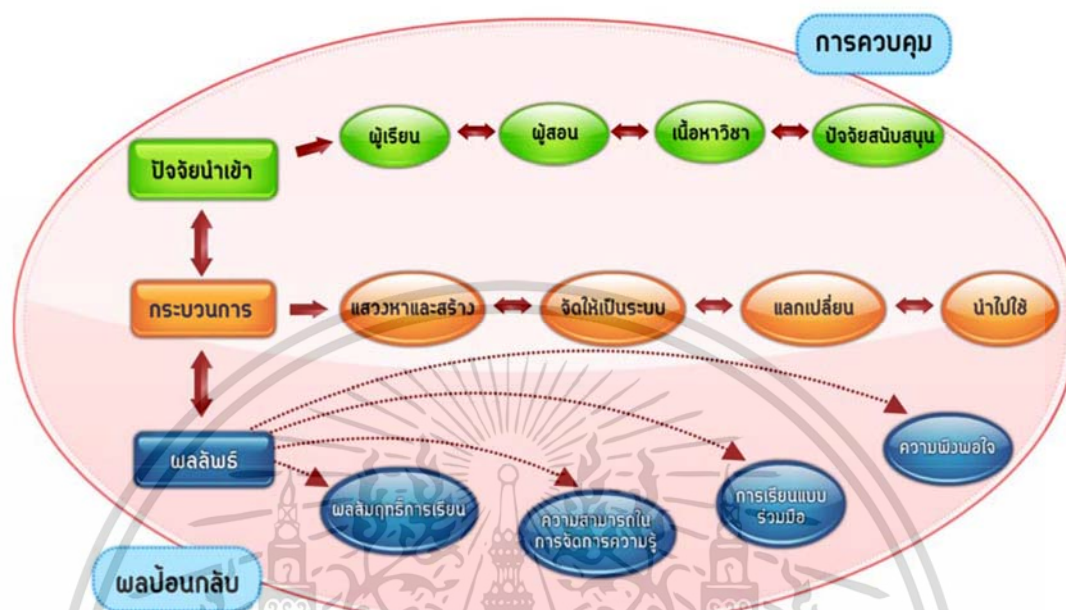 การควบคุม
ปัจจัยนำเข้า
ผู้เรียน
ผู้สอน
เนื้อหาวิชา
ปัจจัยสนับสนุน
กระบวนการ
แสวงหาและสร้าง
จัดให้เป็นระบบ
แลกเปลี่ยน
นำไปใช้
ผลลัพธ์
ผลสัมฤทธิ์การเรียน
ความสามารถใน
การจัดการความรู้
การเรียนแบบ
ร่วมมือ
ความพึงพอใจ
ผลป้อนกลับ